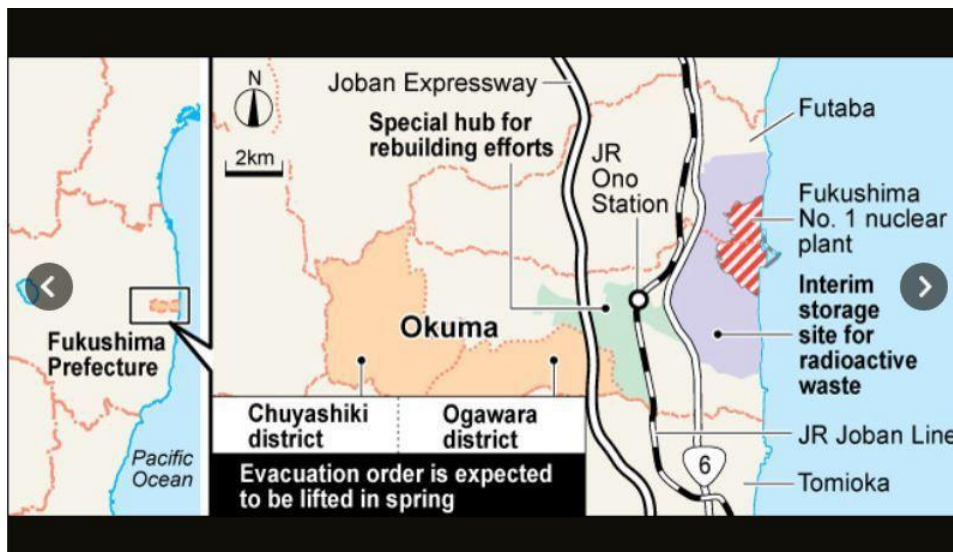 N
2km
Joban Expressway
Special hub for
rebuilding efforts
JR
Ono
Station
Futaba
Fukushima
No. 1 nuclear
plant
Interim
storage
site for
radioactive
waste
Okuma
Fukushima
Prefecture
Chuyashiki
district
Ogawara
district
Evacuation order is expected
to be lifted in spring
Pacific
Ocean
JR Joban Line
6
Tomioka